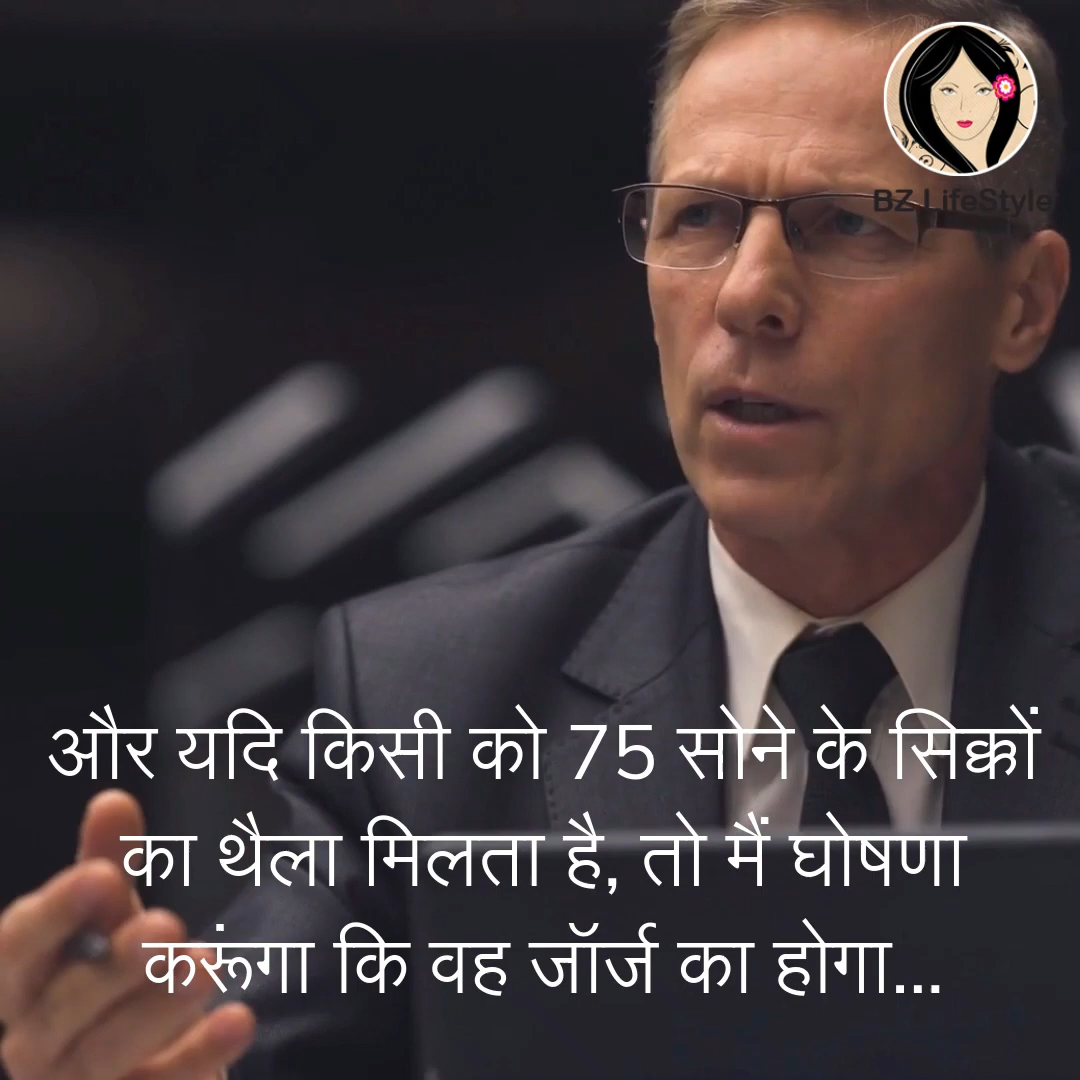 BZ LifeStyle
और यदि किसी को 75 सोने के सिक्कों
का थैला मिलता है, तो मैं घोषणा
करूंगा कि वह जॉर्ज का होगा...